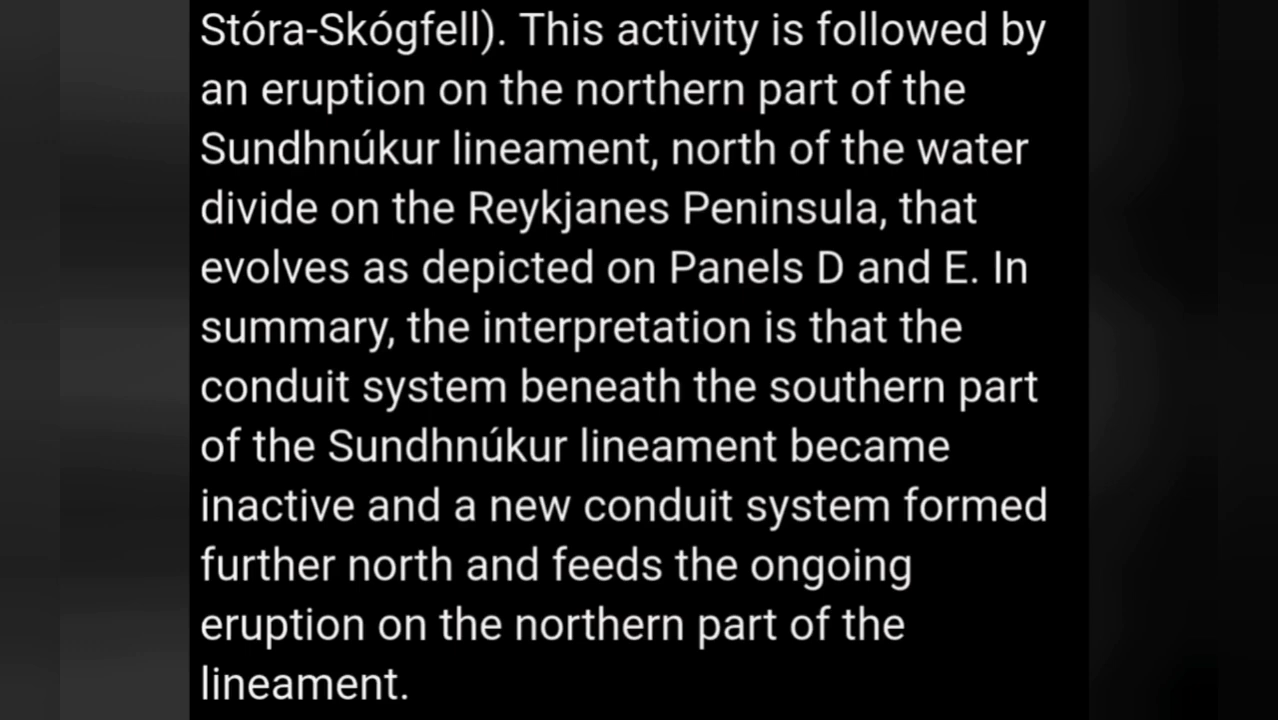 Stóra-Skógfell). This activity is followed by
an eruption on the northern part of the
Sundhnúkur lineament, north of the water
divide on the Reykjanes Peninsula, that
evolves as depicted on Panels D and E. In
summary, the interpretation is that the
conduit system beneath the southern part
of the Sundhnúkur lineament became
inactive and a new conduit system formed
further north and feeds the ongoing
eruption on the northern part of the
lineament.